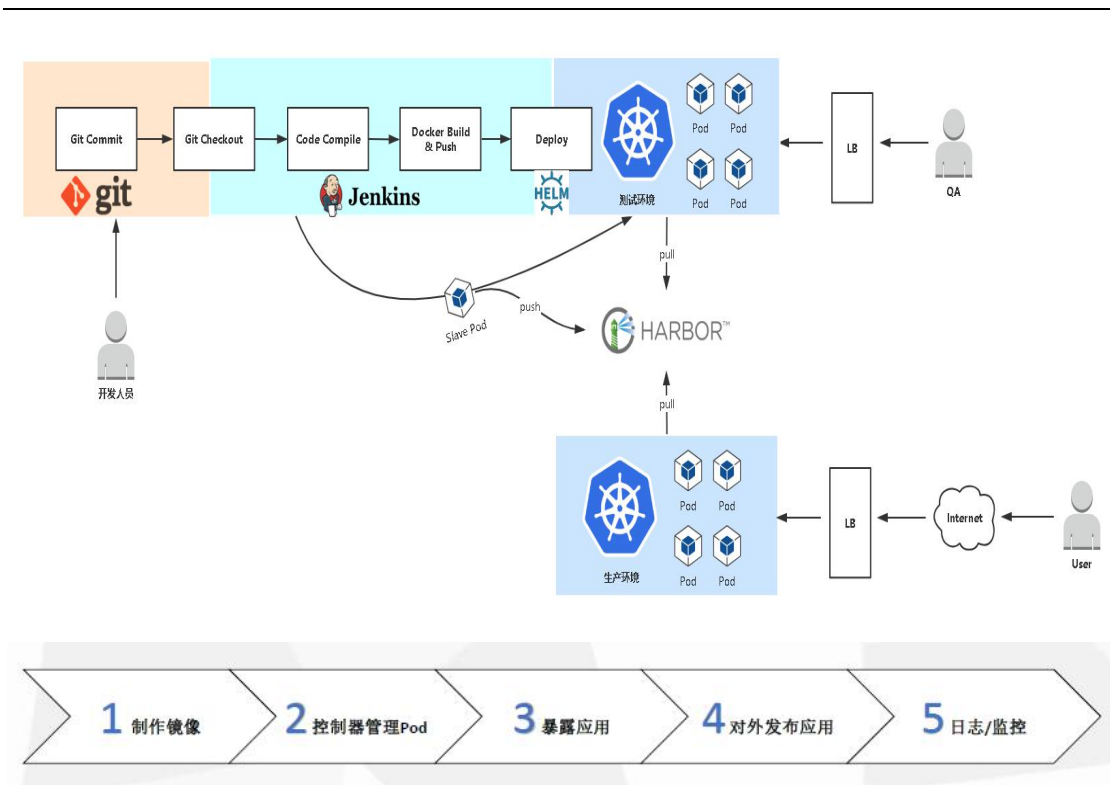 Git Commit
Git Checkout
Code Compile
Docker Build
& Push
Deploy
git
Jenkins
HELM
测试环境
Pod
Pod
Pod
Pod
LB
QA
pull
Slave Pod
push
HARBOR™
开发人员
pull
生产环境
Pod
Pod
Pod
Pod
LB
Internet
User
1 制作镜像
2 控制器管理Pod
3 暴露应用
4 对外发布应用
5 日志/监控